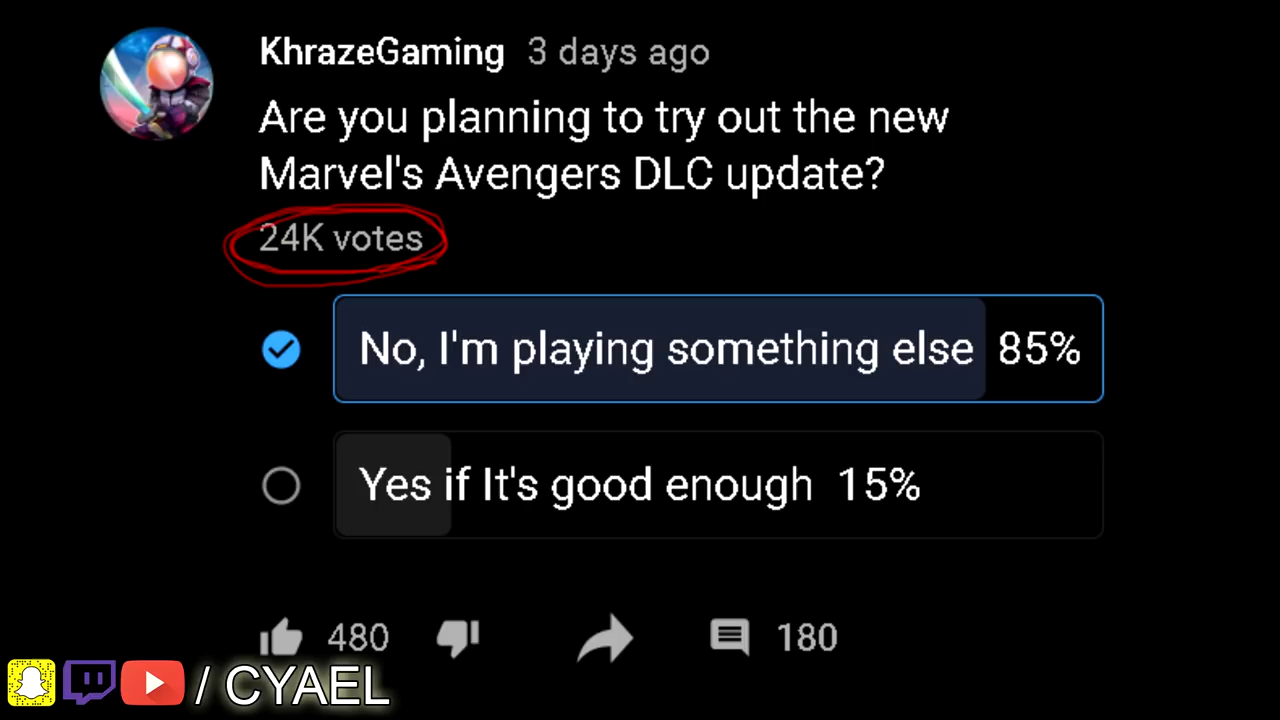 KhrazeGaming 3 days ago
Are you planning to try out the new
Marvel's Avengers DLC update?
24K votes
No, I'm playing something else 85%
Yes if It's good enough 15%
480 180
/ CYAEL